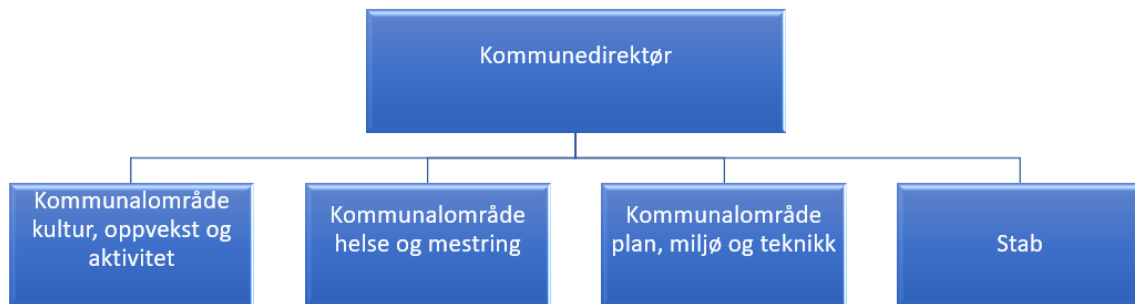 Kommunedirektør
Kommunalområde
kultur, oppvekst og
aktivitet
Kommunalområde
helse og mestring
Kommunalområde
plan, miljø og teknikk
Stab